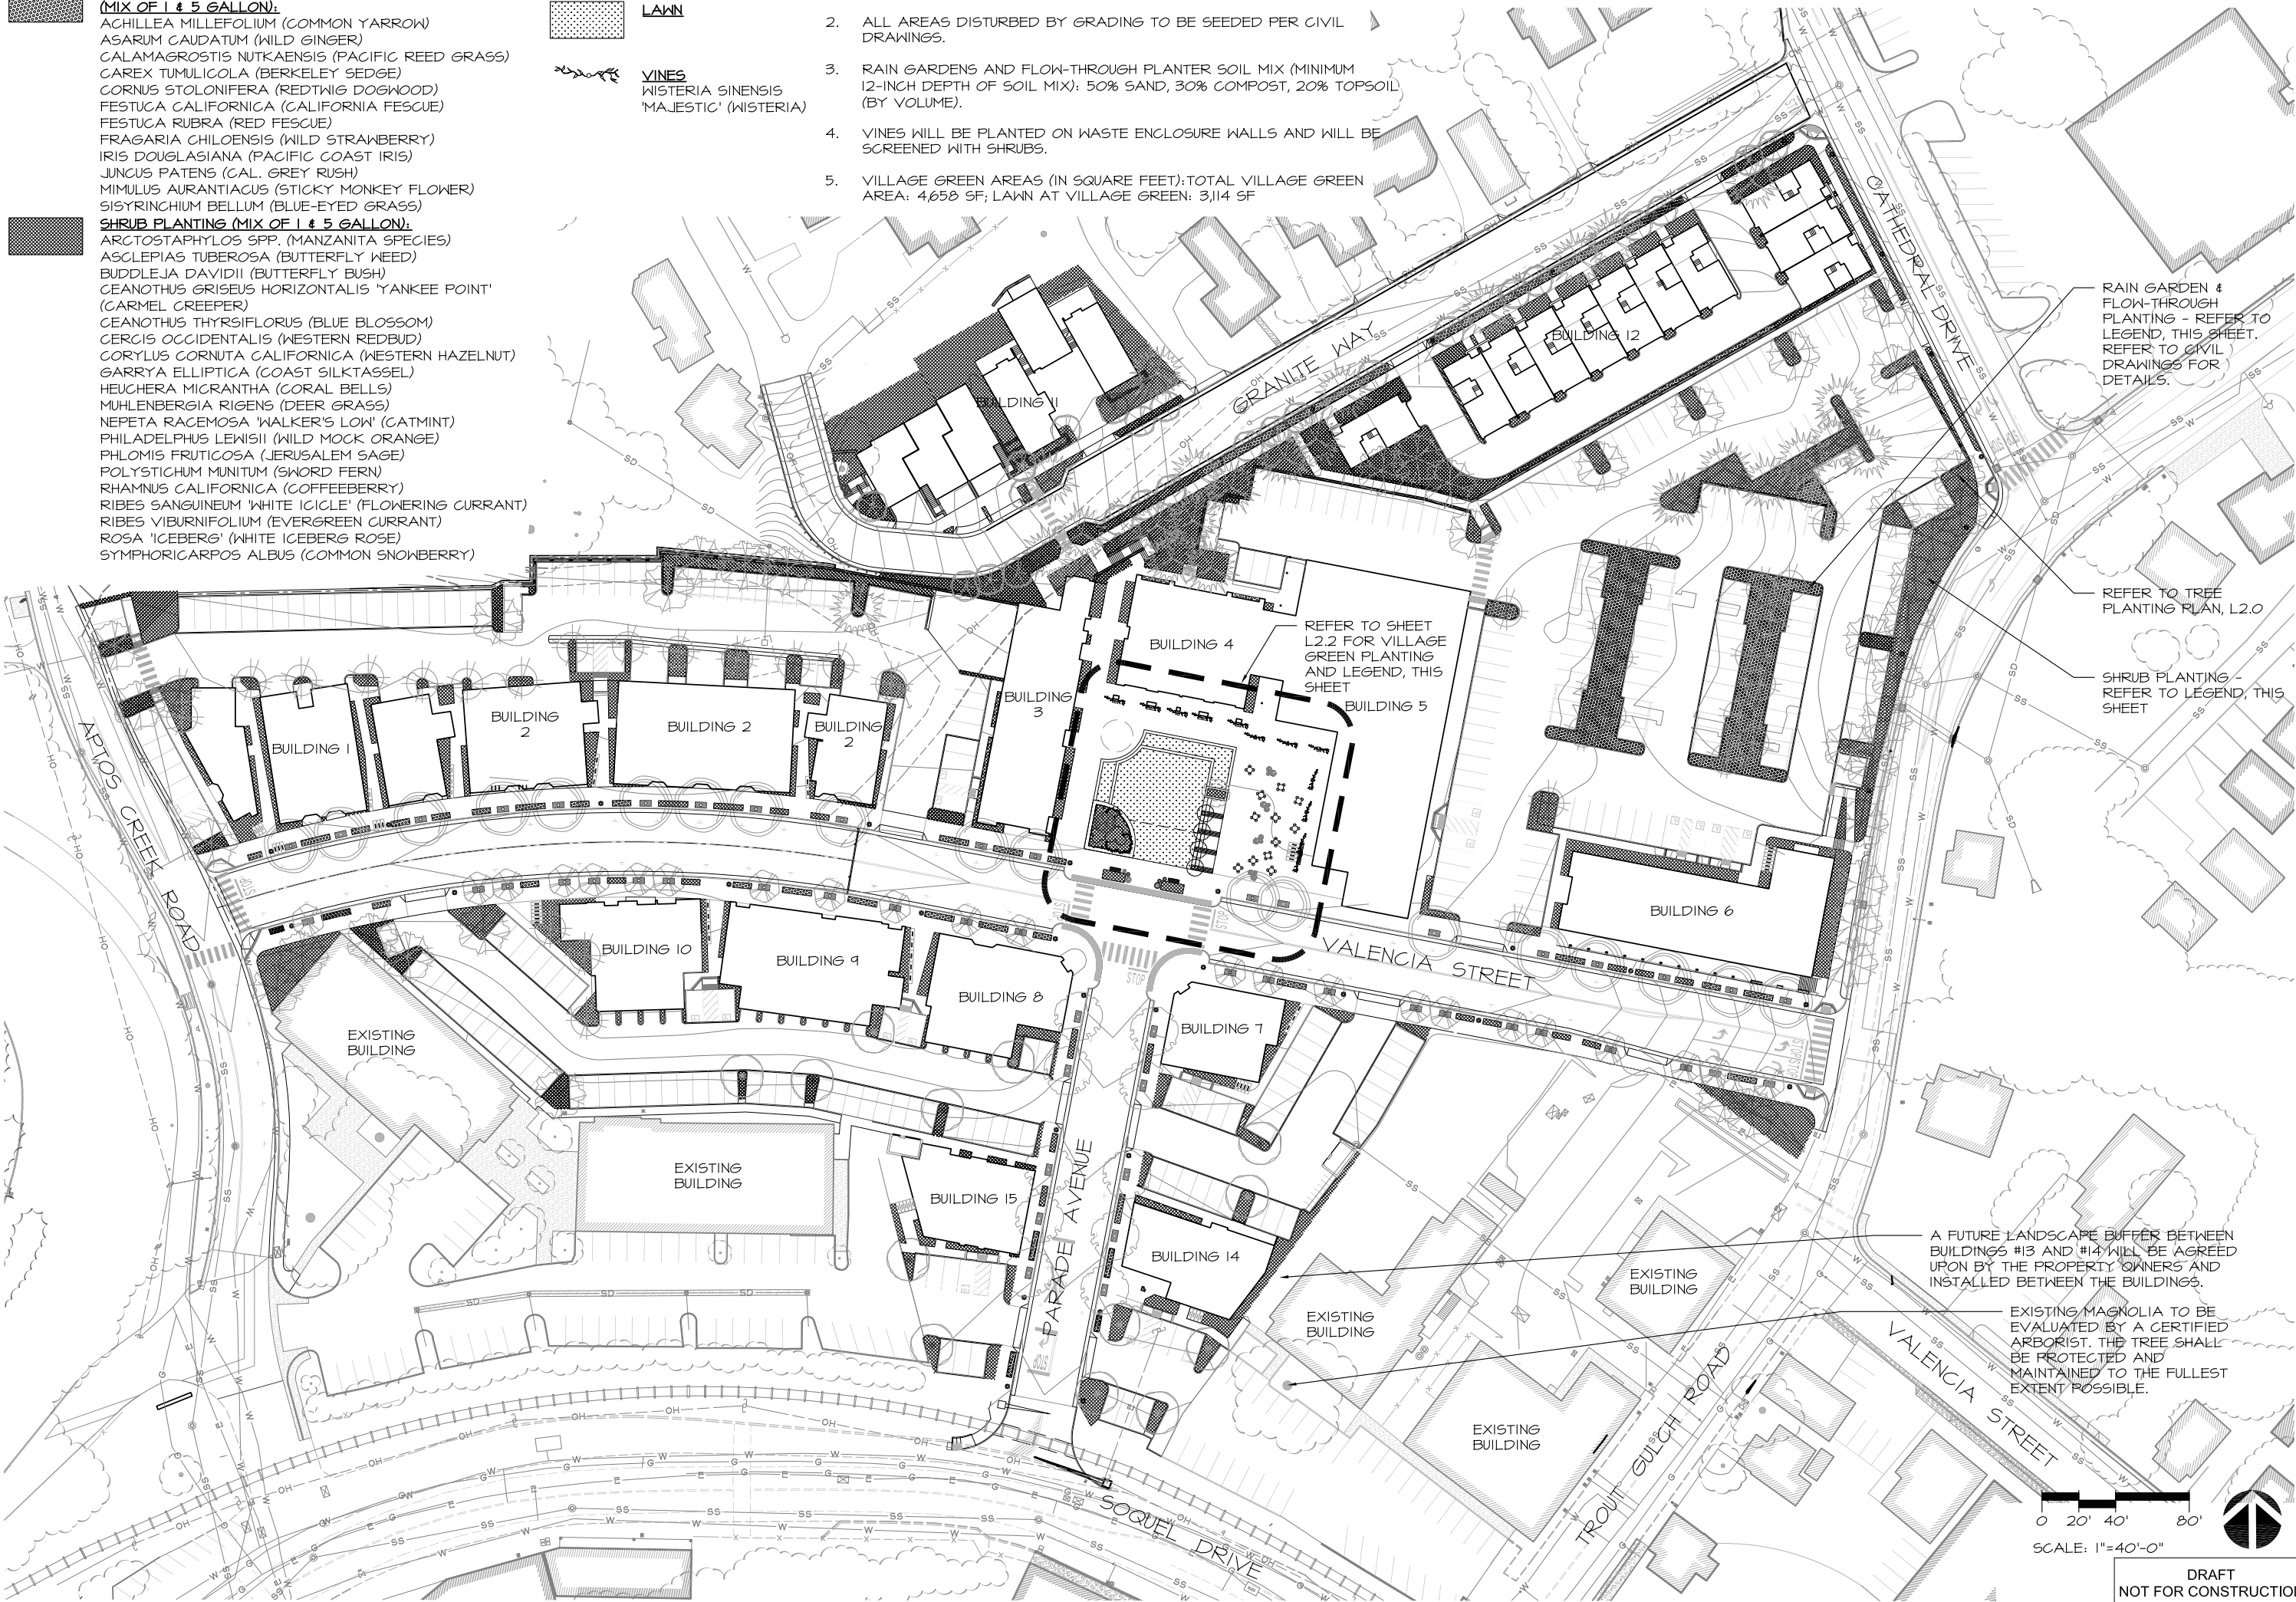 (MIX OF 1 & 5 GALLON):
ACHILLEA MILLEFOLIUM (COMMON YARROW)
ASARUM CAUDATUM (WILD GINGER)
CALAMAGROSTIS NUTKAENSIS (PACIFIC REED GRASS)
CAREX TUMULICOLA (BERKELEY SEDGE)
CORNUS STOLONIFERA (REDTWIG DOGWOOD)
FESTUCA CALIFORNICA (CALIFORNIA FESCUE)
FESTUCA RUBRA (RED FESCUE)
FRAGARIA CHILOENSIS (WILD STRAWBERRY)
IRIS DOUGLASIANA (PACIFIC COAST IRIS)
JUNCUS PATENS (CAL. GREY RUSH)
MIMULUS AURANTIACUS (STICKY MONKEY FLOWER)
SISYRINCHIUM BELLUM (BLUE-EYED GRASS)
SHRUB PLANTING (MIX OF 1 & 5 GALLON):
ARCTOSTAPHYLOS SPP. (MANZANITA SPECIES)
ASCLEPIAS TUBEROSA (BUTTERFLY WEED)
BUDDLEJA DAVIDII (BUTTERFLY BUSH)
CEANOTHUS GRISEUS HORIZONTALIS 'YANKEE POINT'
(CARMEL CREEPER)
CEANOTHUS THYRSIFLORUS (BLUE BLOSSOM)
CERCIS OCCIDENTALIS (WESTERN REDBUD)
CORYLUS CORNUTA CALIFORNICA (WESTERN HAZELNUT)
GARRYA ELLIPTICA (COAST SILKTASSEL)
HEUCHERA MICRANTHA (CORAL BELLS)
MUHLENBERGIA RIGENS (DEER GRASS)
NEPETA RACEMOSA 'WALKER'S LOW' (CATMINT)
PHILADELPHUS LEWISII (WILD MOCK ORANGE)
PHLOMIS FRUTICOSA (JERUSALEM SAGE)
POLYSTICHUM MUNITUM (SWORD FERN)
RHAMNUS CALIFORNICA (COFFEEBERRY)
RIBES SANGUINEUM 'WHITE ICICLE' (FLOWERING CURRANT)
RIBES VIBURNIFOLIUM (EVERGREEN CURRANT)
ROSA 'ICEBERG' (WHITE ICEBERG ROSE)
SYMPHORICARPOS ALBUS (COMMON SNOWBERRY)
LAWN
VINES
WISTERIA SINENSIS
'MAJESTIC' (WISTERIA)
2. ALL AREAS DISTURBED BY GRADING TO BE SEEDED PER CIVIL
DRAWINGS.
3. RAIN GARDENS AND FLOW-THROUGH PLANTER SOIL MIX (MINIMUM
12-INCH DEPTH OF SOIL MIX): 50% SAND, 30% COMPOST, 20% TOPSOIL
(BY VOLUME).
4. VINES WILL BE PLANTED ON WASTE ENCLOSURE WALLS AND WILL BE
SCREENED WITH SHRUBS.
5. VILLAGE GREEN AREAS (IN SQUARE FEET):TOTAL VILLAGE GREEN
AREA: 4,658 SF; LAWN AT VILLAGE GREEN: 3,114 SF
CATHEDRAL DRIVE
GRANITE WAY
BUILDING 12
BUILDING 11
RAIN GARDEN &
FLOW-THROUGH
PLANTING - REFER TO
LEGEND, THIS SHEET.
REFER TO CIVIL
DRAWINGS FOR
DETAILS.
REFER TO TREE
PLANTING PLAN, L2.0
SHRUB PLANTING -
REFER TO LEGEND, THIS
SHEET
REFER TO SHEET
L2.2 FOR VILLAGE
GREEN PLANTING
AND LEGEND, THIS
SHEET
BUILDING 4
BUILDING 5
BUILDING
3
BUILDING 1
BUILDING
2
BUILDING 2
BUILDING
2
APTOS CREEK ROAD
BUILDING 6
BUILDING 10
BUILDING 9
BUILDING 8
BUILDING 7
VALENCIA STREET
STOP
STOP
STOP
STOP
STOP
STOP
STOP
EXISTING
BUILDING
EXISTING
BUILDING
BUILDING 15
PARADE AVENUE
BUILDING 14
A FUTURE LANDSCAPE BUFFER BETWEEN
BUILDINGS #13 AND #14 WILL BE AGREED
UPON BY THE PROPERTY OWNERS AND
INSTALLED BETWEEN THE BUILDINGS.
EXISTING
BUILDING
EXISTING
BUILDING
EXISTING MAGNOLIA TO BE
EVALUATED BY A CERTIFIED
ARBORIST. THE TREE SHALL
BE PROTECTED AND
MAINTAINED TO THE FULLEST
EXTENT POSSIBLE.
EXISTING
BUILDING
TROUT GULCH ROAD
VALENCIA STREET
SOQUEL DRIVE
0 20' 40' 80'
SCALE: 1"=40'-0"
DRAFT